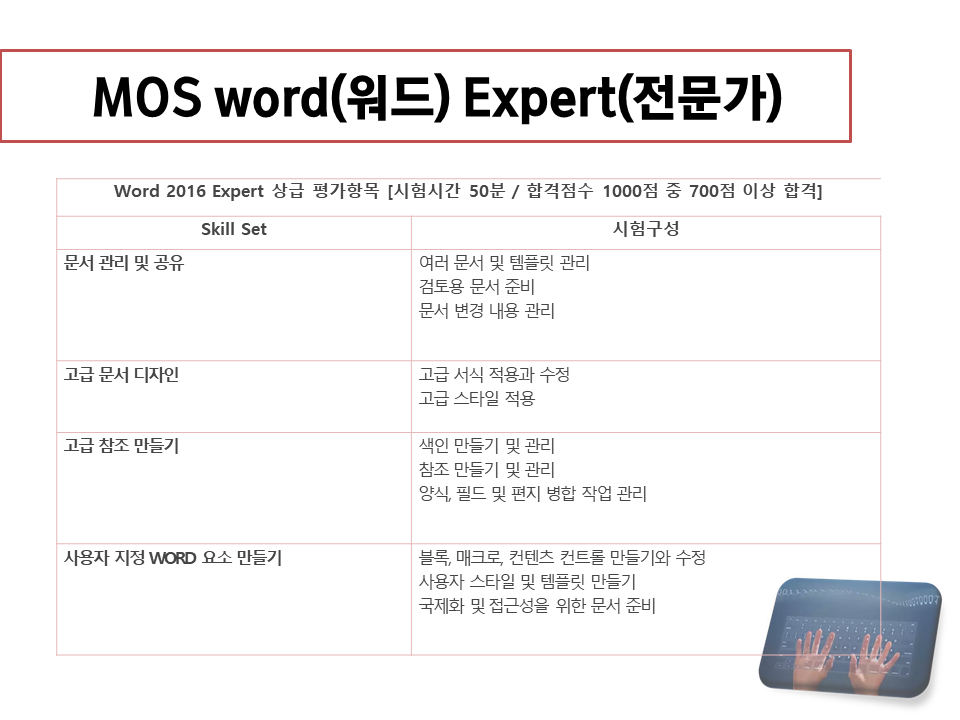 MOS word(워드) Expert(전문가)
Word 2016 Expert 상급 평가항목 [시험시간 50분 / 합격점수 1000점 중 700점 이상 합격]
Skill Set
시험구성
문서 관리 및 공유
여러 문서 및 템플릿 관리
검토용 문서 준비
문서 변경 내용 관리
고급 문서 디자인
고급 서식 적용과 수정
고급 스타일 적용
고급 참조 만들기
색인 만들기 및 관리
참조 만들기 및 관리
양식, 필드 및 편지 병합 작업 관리
사용자 지정 WORD 요소 만들기
블록, 매크로, 컨텐츠 컨트롤 만들기와 수정
사용자 스타일 및 템플릿 만들기
국제화 및 접근성을 위한 문서 준비